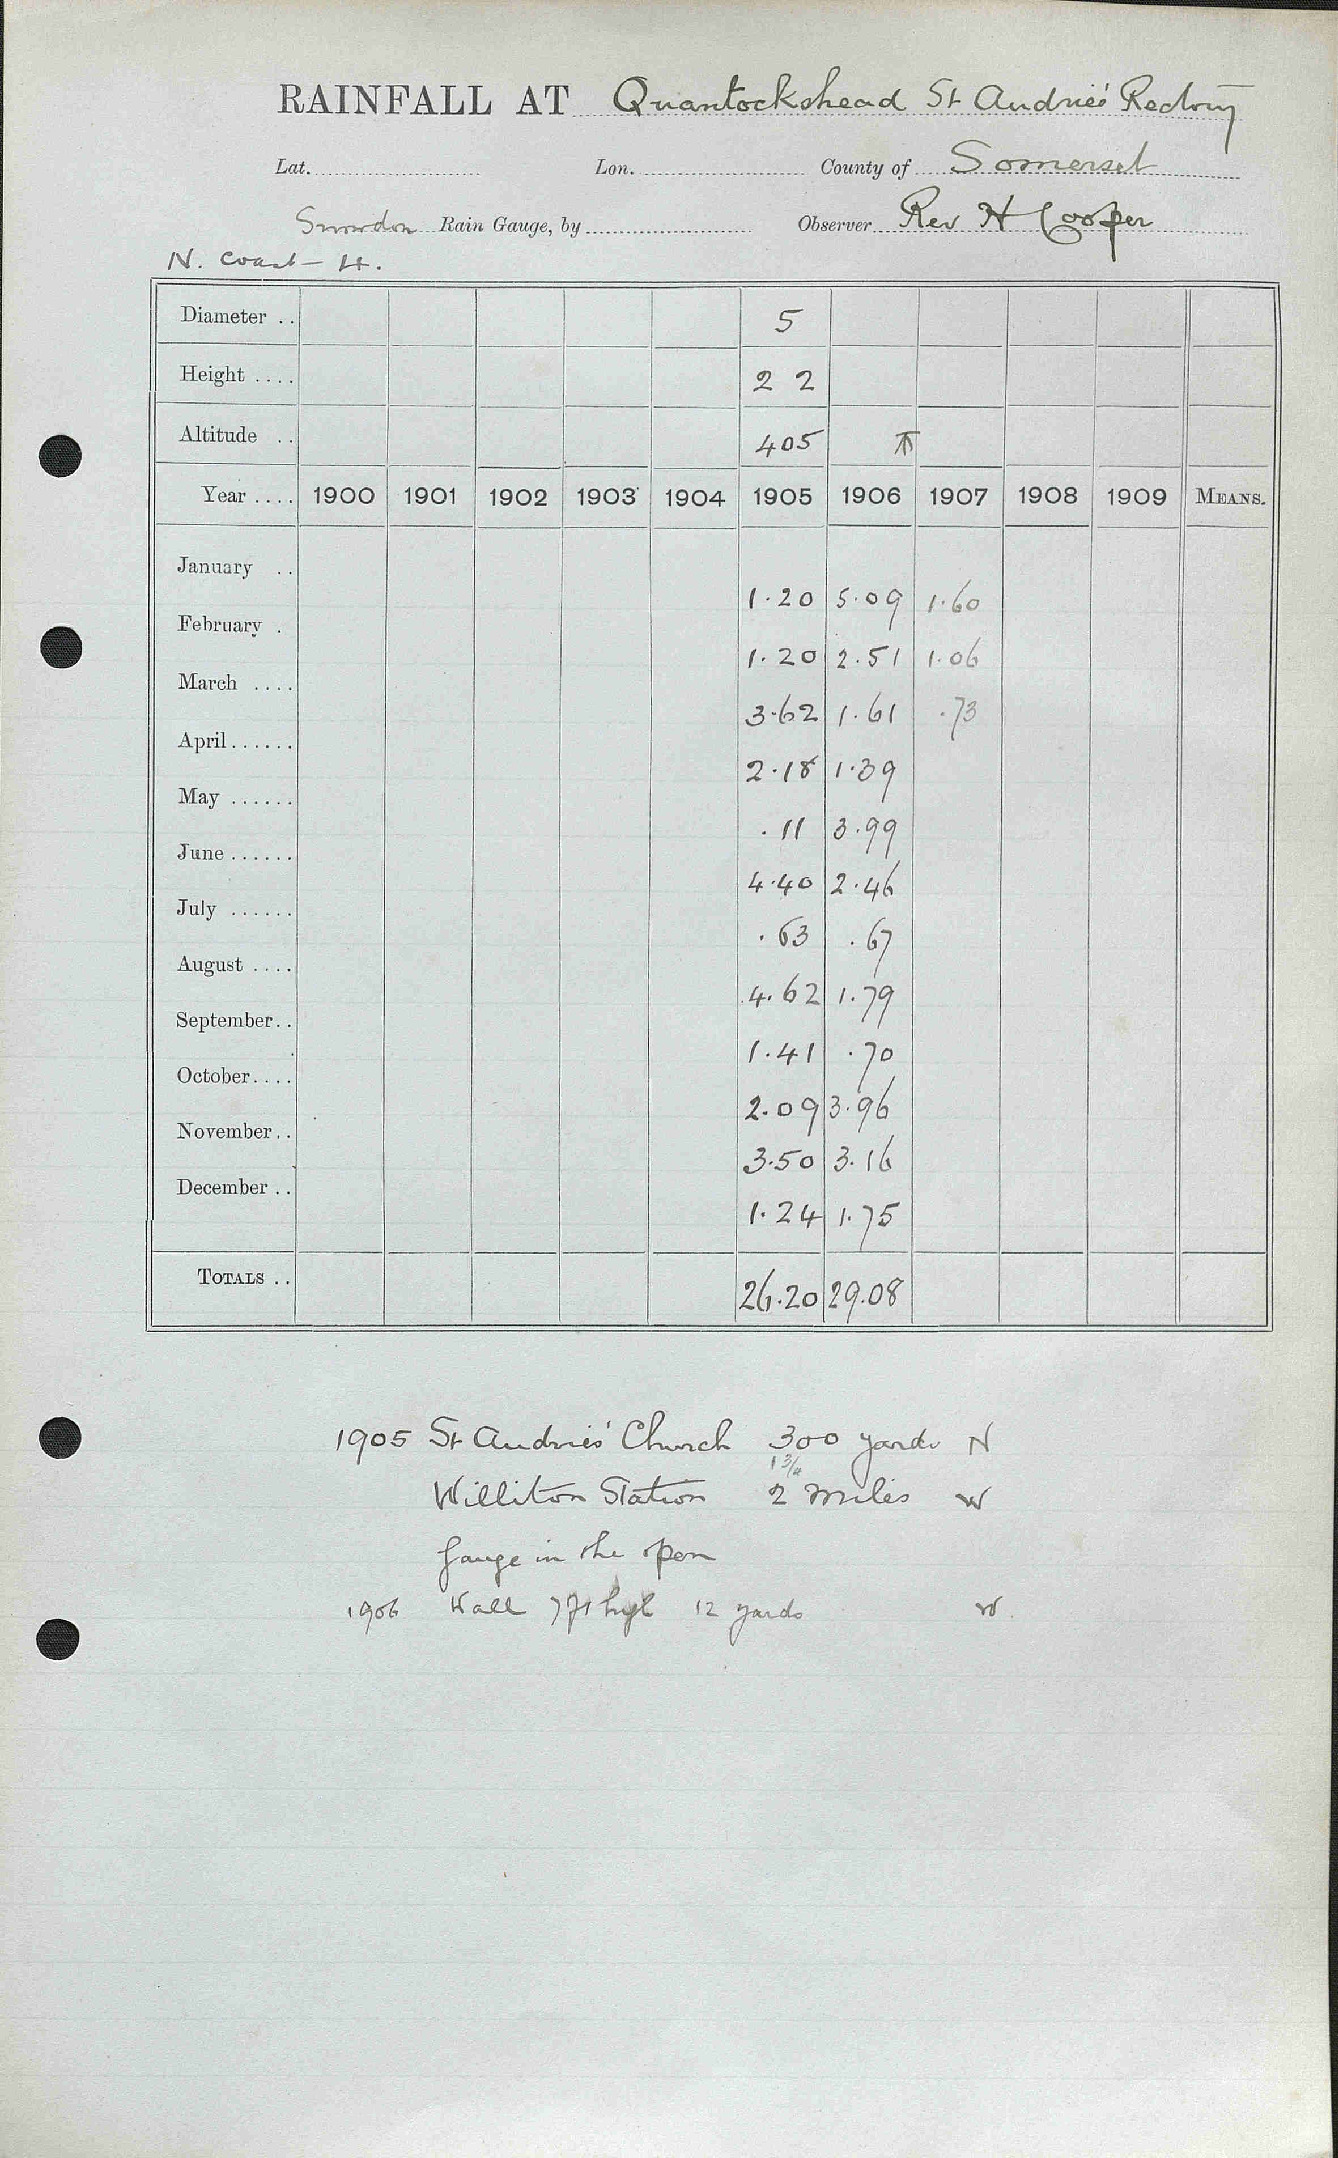 RAINFALL AT Quantockshead St Audries' Rectory
Lat. Lon. County of Somerset
Snowdon Rain Gauge, by Observer Rev H Cooper
N. Coast - H.
Diameter .. 5
Height .... 2 2
Altitude .. 405
Year .... 1900 1901 1902 1903 1904 1905 1906 1907 1908 1909 MEANS.
January .. 1.20 5.09 1.60
February . 1.20 2.51 1.06
March .... 3.62 1.61 .73
April ...... 2.18 1.39
May ...... .11 3.99
June ...... 4.40 2.46
July ...... .63 .67
August .... 4.62 1.79
September .. 1.41 .70
October .... 2.09 3.96
November .. 3.50 3.16
December .. 1.24 1.75
TOTALS .. 26.20 29.08
1905 St Audries' Church 300 yards N
1 3/4
Williton Station 2 miles W
Gauge in the open
1906 Wall 7 ft high 12 yards W.